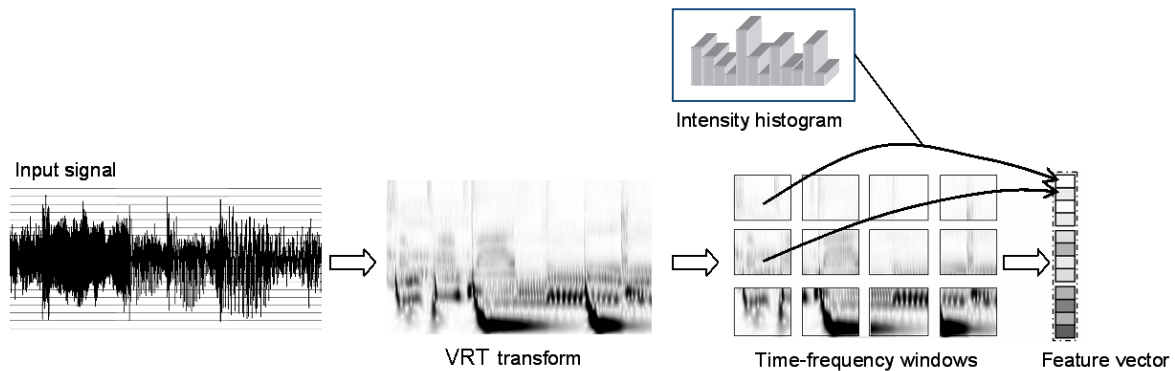 Intensity histogram
Input signal
VRT transform
Time-frequency windows
Feature vector